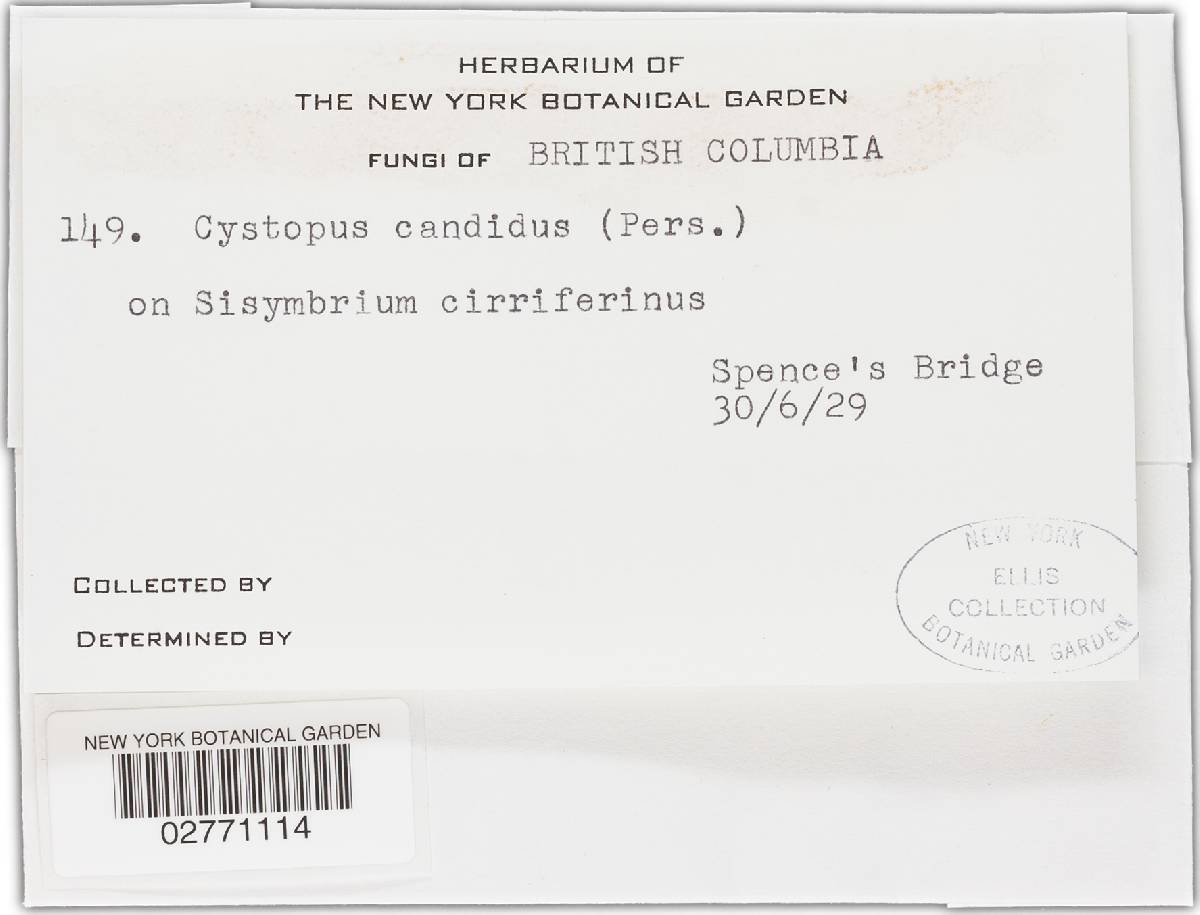 HERBARIUM OF
THE NEW YORK BOTANICAL GARDEN
FUNGI OF BRITISH COLUMBIA
149. Cystopus candidus (Pers.)
on Sisymbrium cirriferinus
Spence's Bridge
30/6/29
COLLECTED BY
DETERMINED BY
NEW YORK
ELLIS
COLLECTION
BOTANICAL GARDEN
NEW YORK BOTANICAL GARDEN
02771114